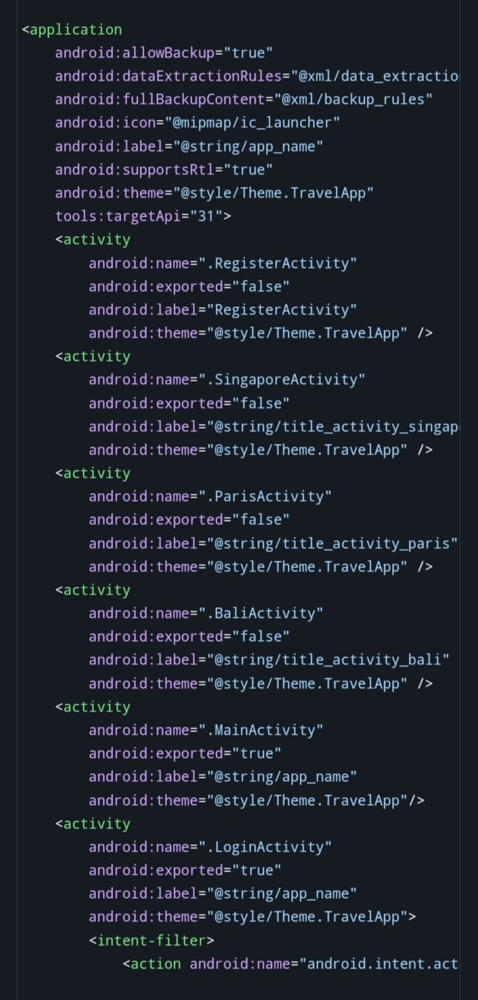 <application
android:allowBackup="true"
android:dataExtractionRules="@xml/data_extractio
android:fullBackupContent="@xml/backup_rules"
android:icon="@mipmap/ic_launcher"
android:label="@string/app_name"
android:supportsRtl="true"
android:theme="@style/Theme.TravelApp"
tools:targetApi="31">
<activity
android:name=".RegisterActivity"
android:exported="false"
android:label="RegisterActivity"
android:theme="@style/Theme.TravelApp" />
<activity
android:name=".SingaporeActivity"
android:exported="false"
android:label="@string/title_activity_singap
android:theme="@style/Theme.TravelApp" />
<activity
android:name=".ParisActivity"
android:exported="false"
android:label="@string/title_activity_paris"
android:theme="@style/Theme.TravelApp" />
<activity
android:name=".BaliActivity"
android:exported="false"
android:label="@string/title_activity_bali"
android:theme="@style/Theme.TravelApp" />
<activity
android:name=".MainActivity"
android:exported="true"
android:label="@string/app_name"
android:theme="@style/Theme.TravelApp"/>
<activity
android:name=".LoginActivity"
android:exported="true"
android:label="@string/app_name"
android:theme="@style/Theme.TravelApp">
<intent-filter>
<action android:name="android.intent.act